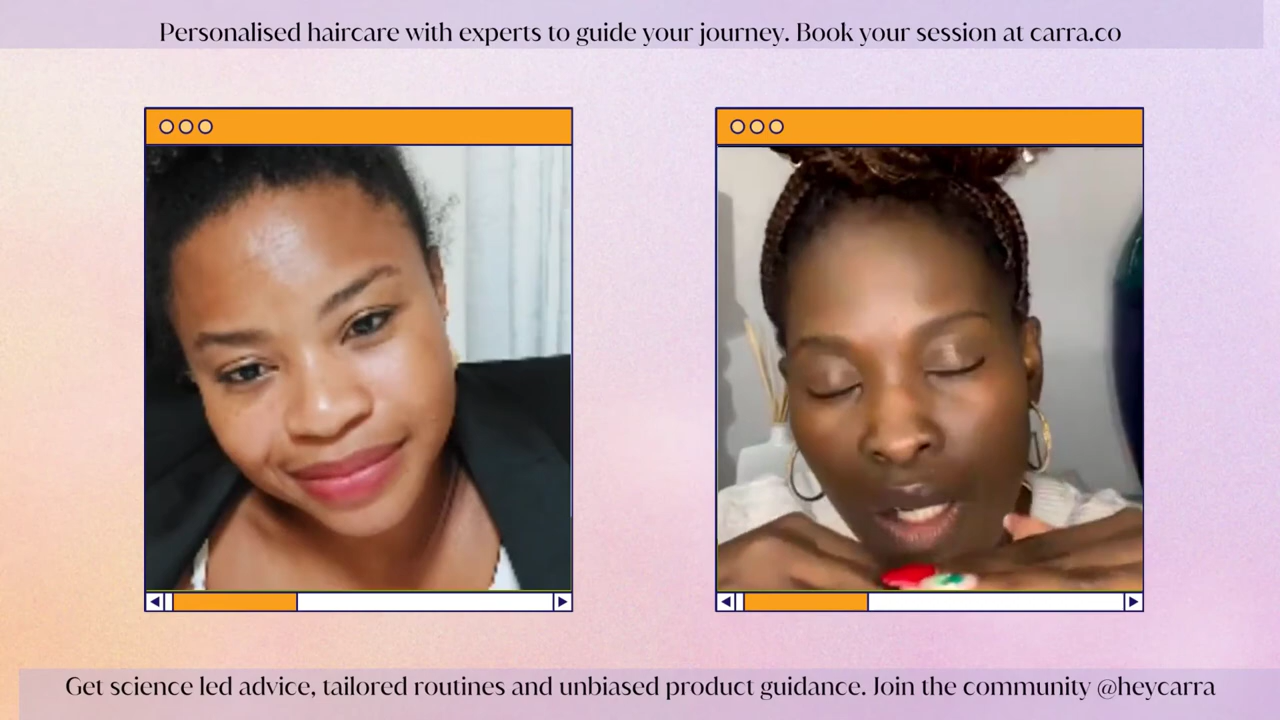 Personalised haircare with experts to guide your journey. Book your session at carra.co
Get science led advice, tailored routines and unbiased product guidance. Join the community @heycarra